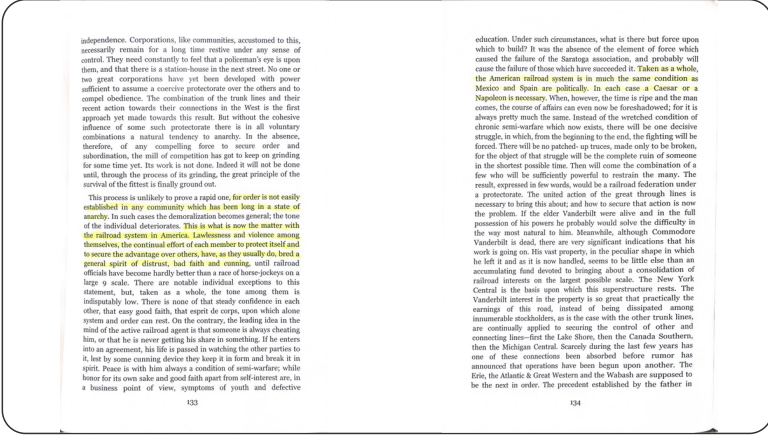 independence. Corporations, like communities, accustomed to this,
necessarily remain for a long time restive under any sense of
control. They need constantly to feel that a policeman's eye is upon
them, and that there is a station-house in the next street. No one or
two great corporations have yet been developed with power
sufficient to assume a coercive protectorate over the others and to
compel obedience. The combination of the trunk lines and their
recent action towards their connections in the West is the first
approach yet made towards this result. But without the cohesive
influence of some such protectorate there is in all voluntary
combinations a natural tendency to anarchy. In the absence,
therefore, of any compelling force to secure order and
subordination, the mill of competition has got to keep on grinding
for some time yet. Its work is not done. Indeed it will not be done
until, through the process of its grinding, the great principle of the
survival of the fittest is finally ground out.
This process is unlikely to prove a rapid one, for order is not easily
established in any community which has been long in a state of
anarchy. In such cases the demoralization becomes general; the tone
of the individual deteriorates. This is what is now the matter with
the railroad system in America. Lawlessness and violence among
themselves, the continual effort of each member to protect itself and
to secure the advantage over others, have, as they usually do, bred a
general spirit of distrust, bad faith and cunning, until railroad
officials have become hardly better than a race of horse-jockeys on a
large 9 scale. There are notable individual exceptions to this
statement, but, taken as a whole, the tone among them is
indisputably low. There is none of that steady confidence in each
other, that easy good faith, that esprit de corps, upon which alone
system and order can rest. On the contrary, the leading idea in the
mind of the active railroad agent is that someone is always cheating
him, or that he is never getting his share in something. If he enters
into an agreement, his life is passed in watching the other parties to
it, lest by some cunning device they keep it in form and break it in
spirit. Peace is with him always a condition of semi-warfare; while
honor for its own sake and good faith apart from self-interest are, in
a business point of view, symptoms of youth and defective
133
education. Under such circumstances, what is there but force upon
which to build? It was the absence of the element of force which
caused the failure of the Saratoga association, and probably will
cause the failure of those which have succeeded it. Taken as a whole,
the American railroad system is in much the same condition as
Mexico and Spain are politically. In each case a Caesar or a
Napoleon is necessary. When, however, the time is ripe and the man
comes, the course of affairs can even now be foreshadowed; for it is
always pretty much the same. Instead of the wretched condition of
chronic semi-warfare which now exists, there will be one decisive
struggle, in which, from the beginning to the end, the fighting will be
forced. There will be no patched- up truces, made only to be broken,
for the object of that struggle will be the complete ruin of someone
in the shortest possible time. Then will come the combination of a
few who will be sufficiently powerful to restrain the many. The
result, expressed in few words, would be a railroad federation under
a protectorate. The united action of the great through lines is
necessary to bring this about; and how to secure that action is now
the problem. If the elder Vanderbilt were alive and in the full
possession of his powers he probably would solve the difficulty in
the way most natural to him. Meanwhile, although Commodore
Vanderbilt is dead, there are very significant indications that his
work is going on. His vast property, in the peculiar shape in which
he left it and as it is now handled, seems to be little else than an
accumulating fund devoted to bringing about a consolidation of
railroad interests on the largest possible scale. The New York
Central is the basis upon which this superstructure rests. The
Vanderbilt interest in the property is so great that practically the
earnings of this road, instead of being dissipated among
innumerable stockholders, as is the case with the other trunk lines,
are continually applied to securing the control of other and
connecting lines—first the Lake Shore, then the Canada Southern,
then the Michigan Central. Scarcely during the last few years has
one of these connections been absorbed before rumor has
announced that operations have been begun upon another. The
Erie, the Atlantic & Great Western and the Wabash are supposed to
be the next in order. The precedent established by the father in
134